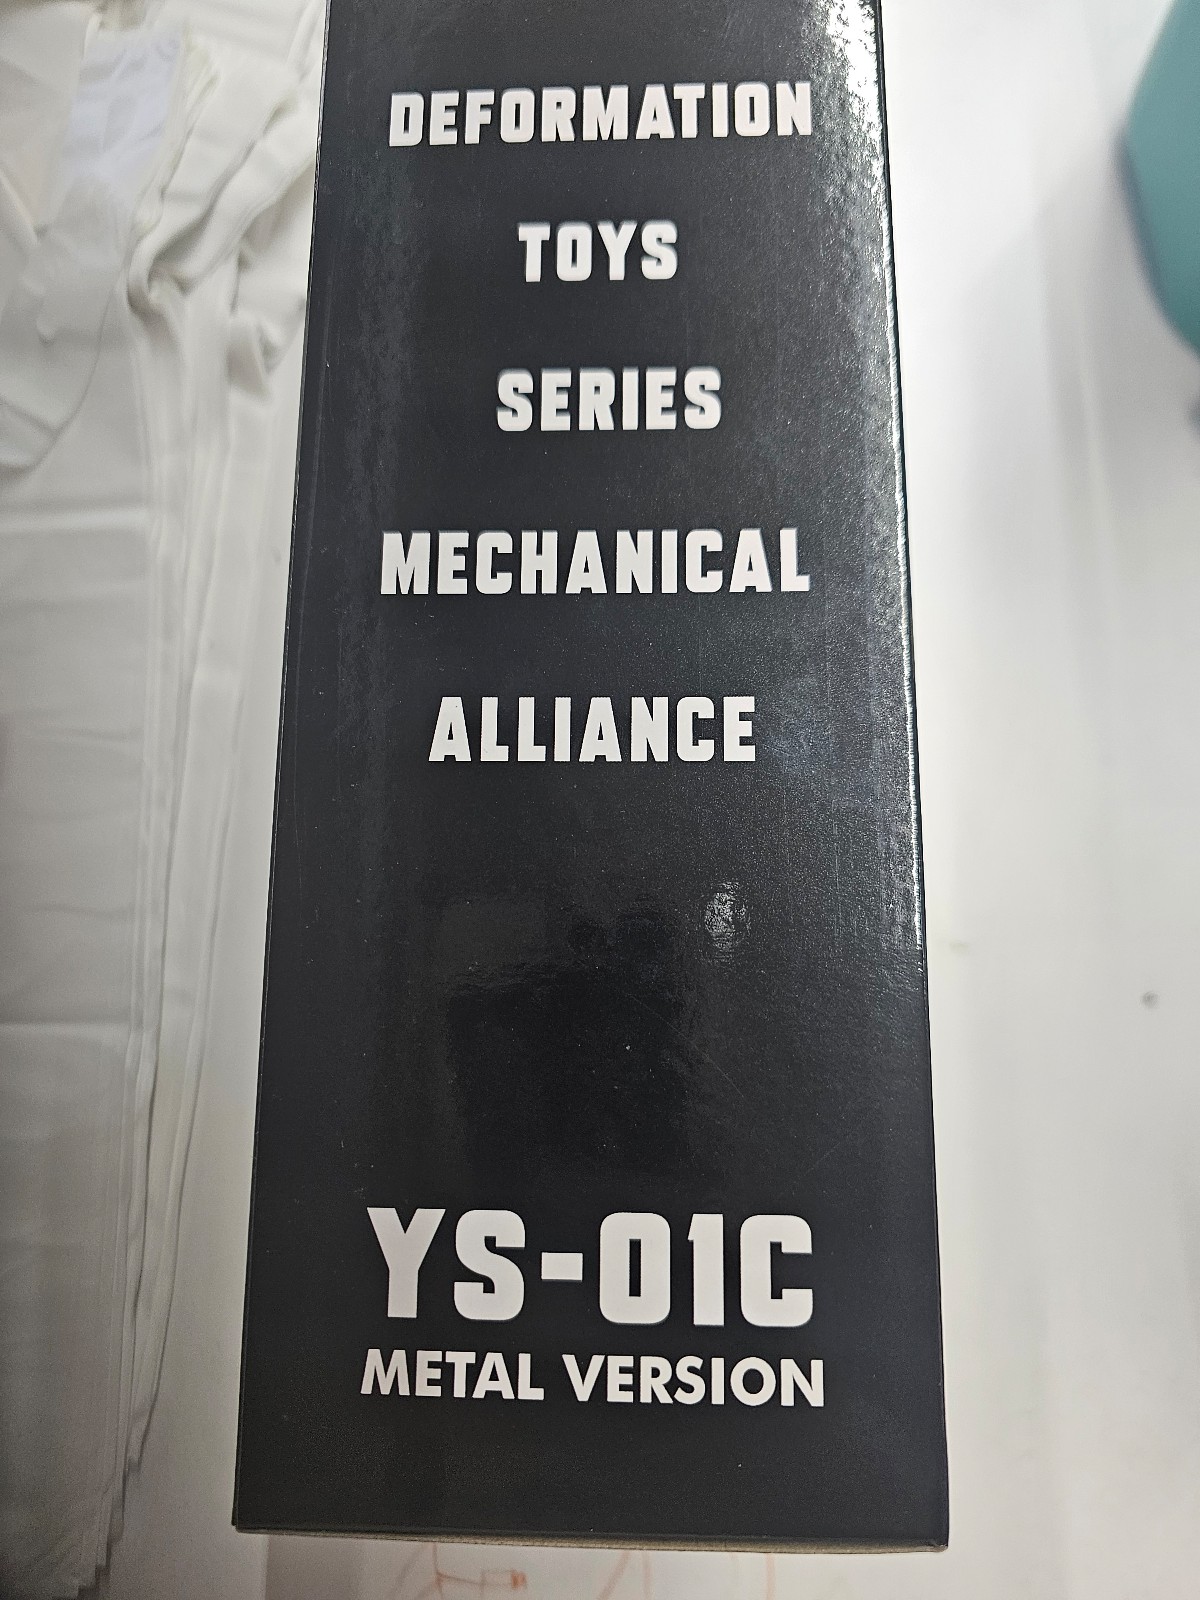 DEFORMATION
TOYS
SERIES
MECHANICAL
ALLIANCE
YS-01C
METAL VERSION